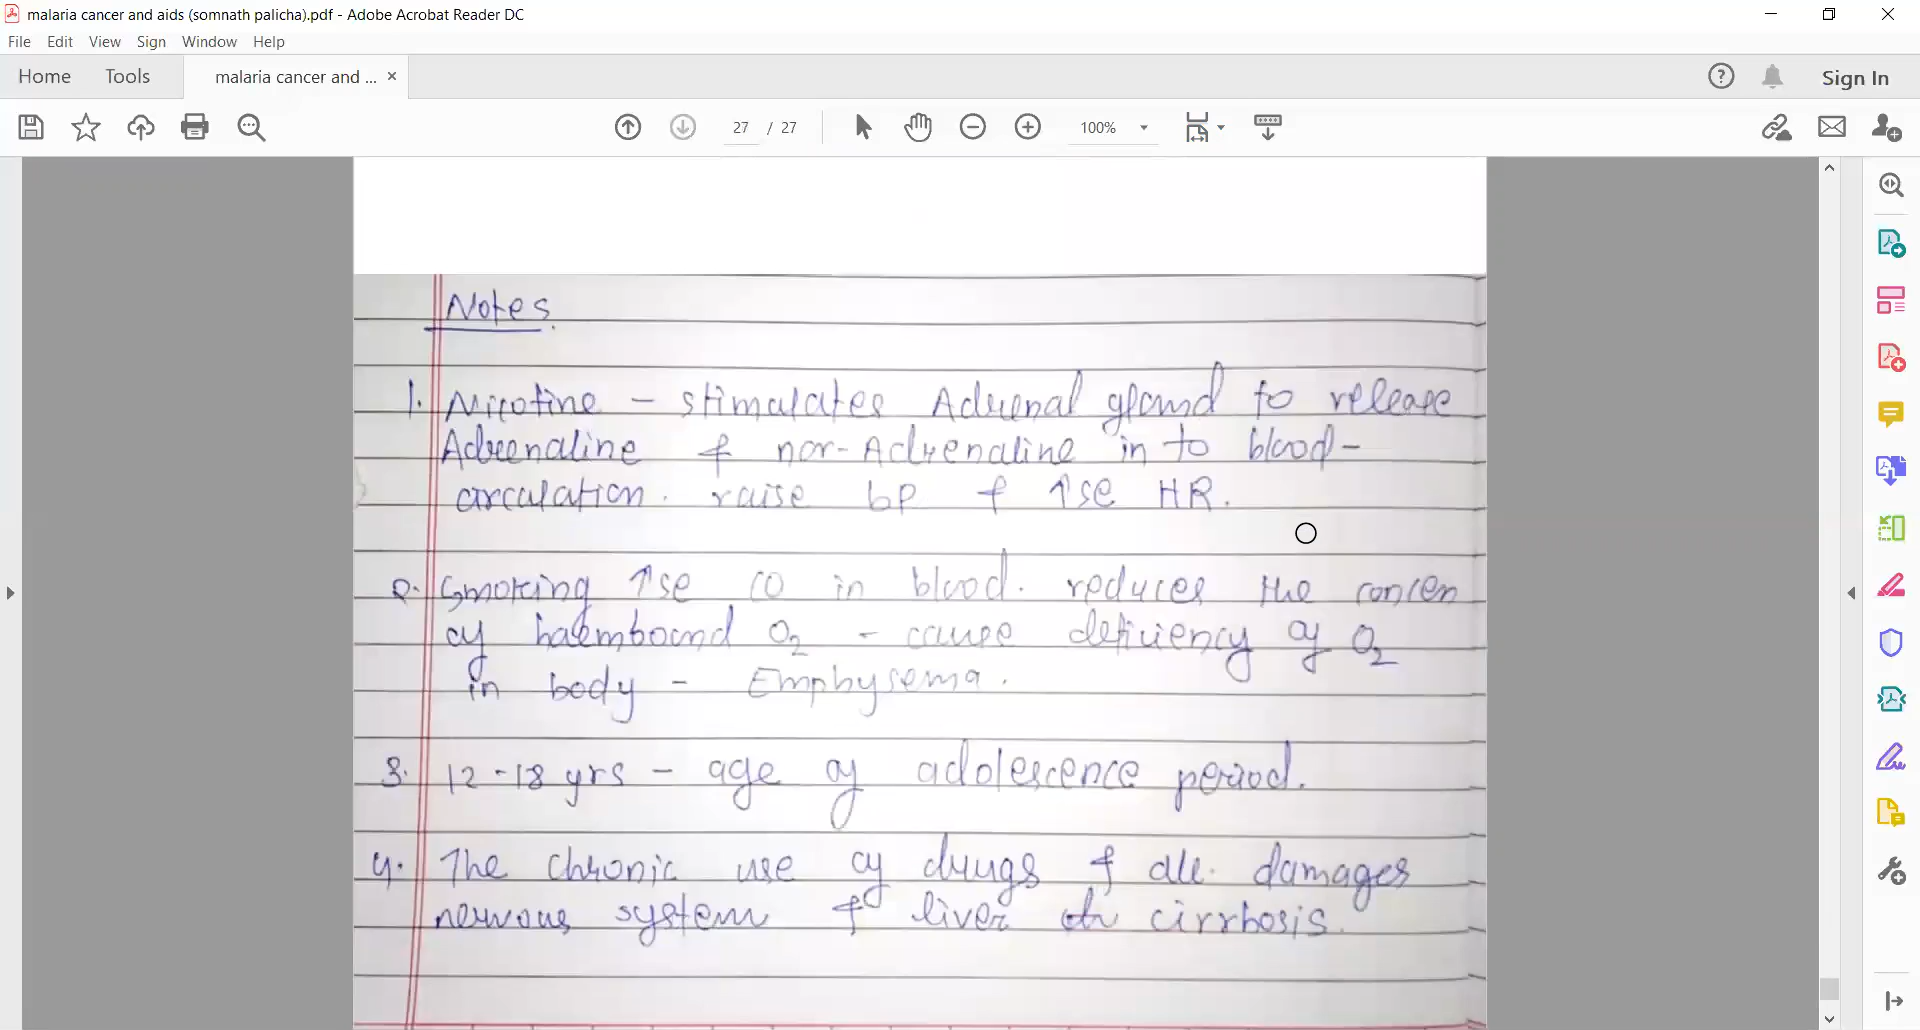 malaria cancer and aids (somnath palicha).pdf - Adobe Acrobat Reader DC
File Edit View Sign Window Help
Home Tools malaria cancer and ... ×
Sign In
27 / 27 100%
Notes.
1. Nicotine - stimulates Adrenal gland to release
Adreenaline & nor-Adrenaline in to blood-
circulation. raise bp & ↑se HR.
2. Smoking ↑se CO in blood. reduces the concen
of haembound O2 - cause deficiency of O2
in body - Emphysema.
3. 12-18 yrs - age of adolescence period.
4. The chronic use of drugs & alc. damages
nervous system & liver cirrhosis.